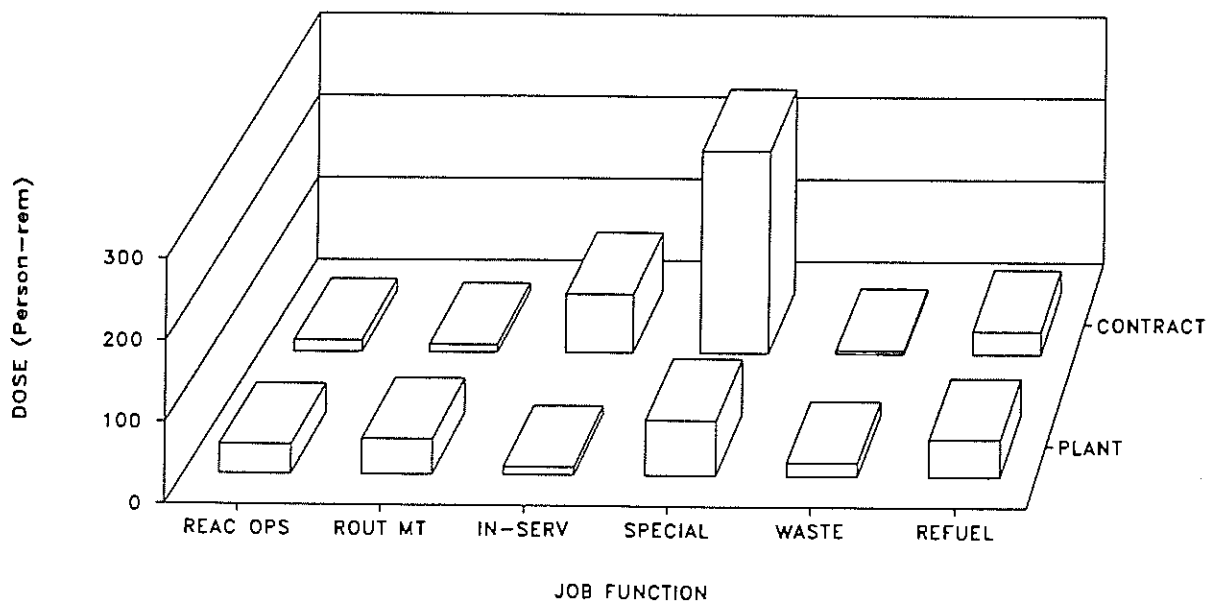 DOSE (Person-rem)
300
200
100
0
CONTRACT
PLANT
REAC OPS ROUT MT IN-SERV SPECIAL WASTE REFUEL
JOB FUNCTION